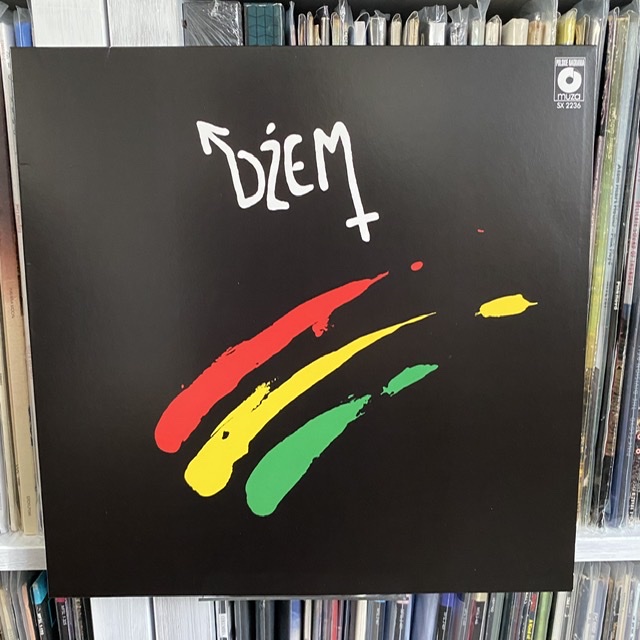 DŻEM
POLSKIE NAGRANIA
muza
SX 2236